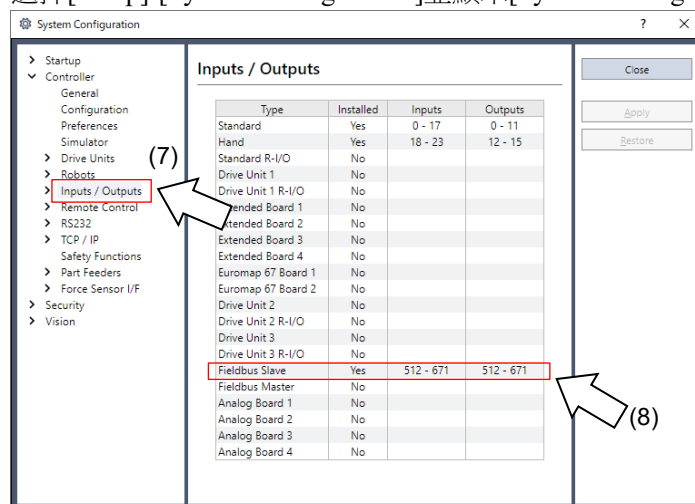 System Configuration
? ×
Startup
Controller
General
Configuration
Preferences
Simulator
Drive Units
Robots
Inputs / Outputs
Remote Control
RS232
TCP / IP
Safety Functions
Part Feeders
Force Sensor I/F
Security
Vision
(7)
Inputs / Outputs
Type Installed Inputs Outputs
Standard Yes 0 - 17 0 - 11
Hand Yes 18 - 23 12 - 15
Standard R-I/O No
Drive Unit 1 No
Drive Unit 1 R-I/O No
Extended Board 1 No
Extended Board 2 No
Extended Board 3 No
Extended Board 4 No
Euromap 67 Board 1 No
Euromap 67 Board 2 No
Drive Unit 2 No
Drive Unit 2 R-I/O No
Drive Unit 3 No
Drive Unit 3 R-I/O No
Fieldbus Slave Yes 512 - 671 512 - 671
Fieldbus Master No
Analog Board 1 No
Analog Board 2 No
Analog Board 3 No
Analog Board 4 No
(8)
Close
Apply
Restore